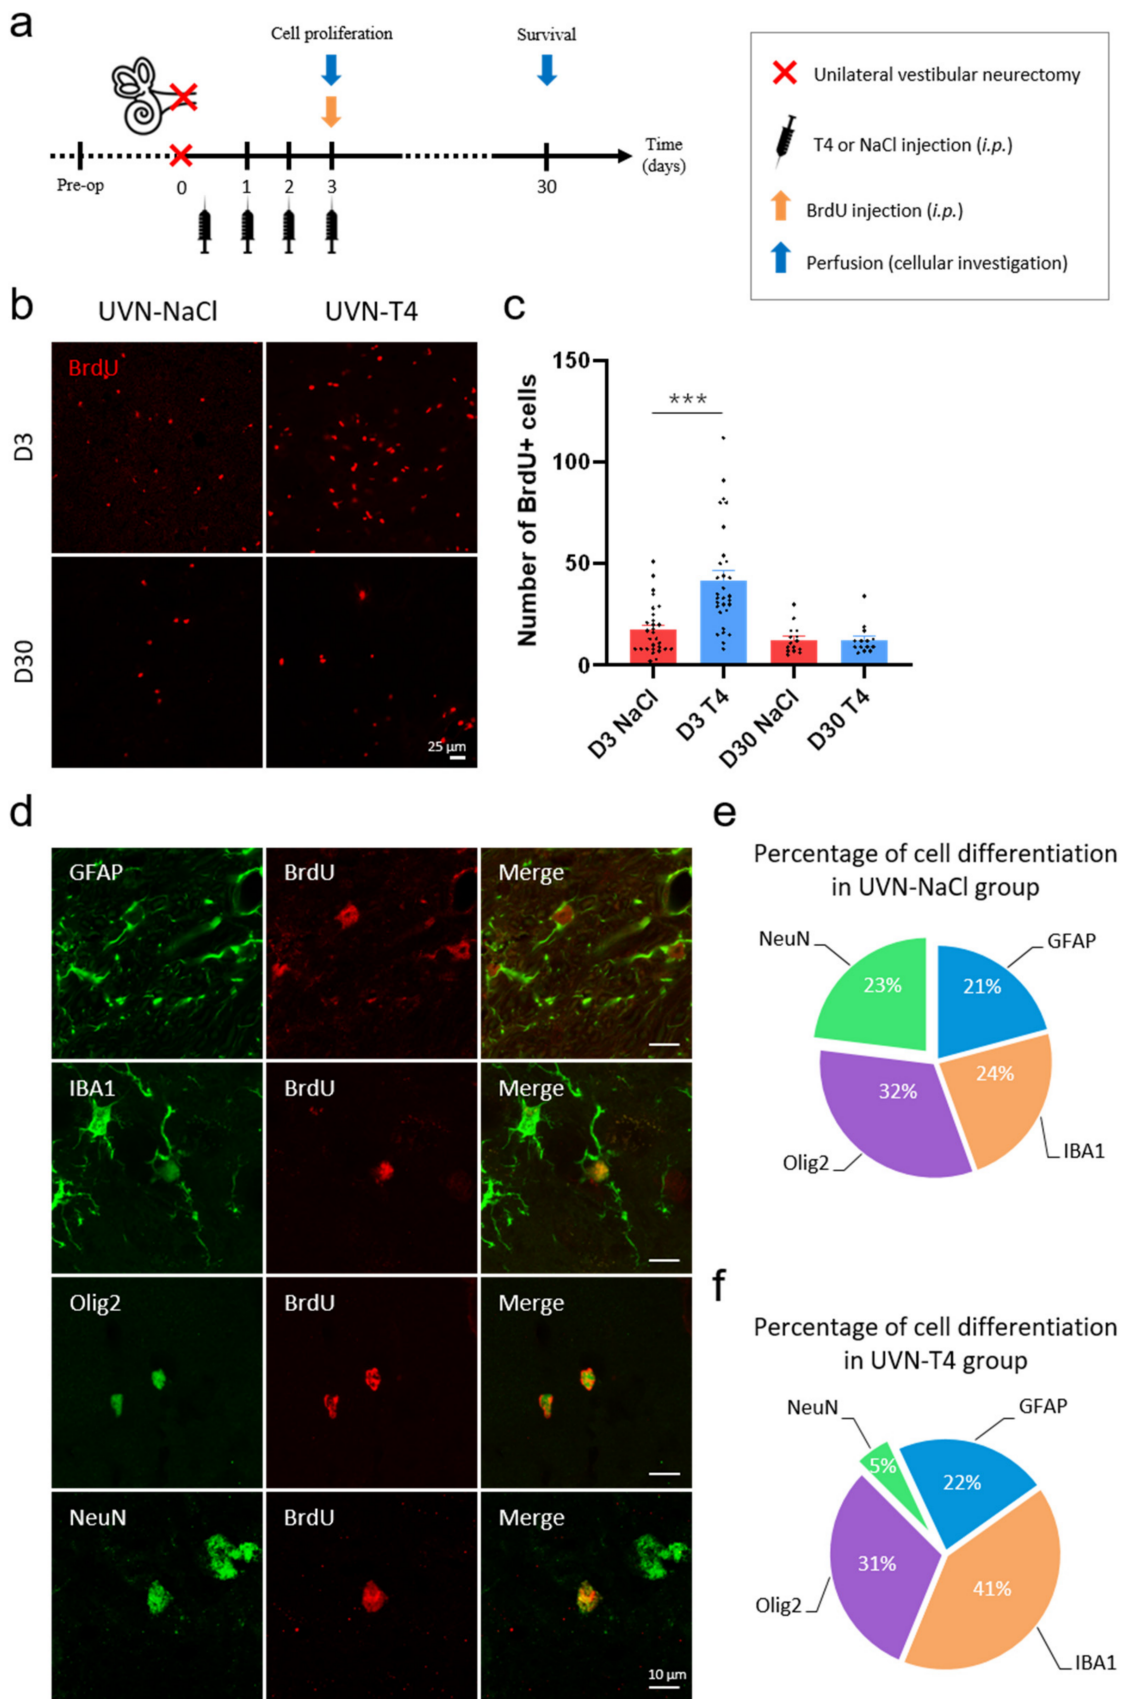 a
Cell proliferation
Survival
Time
(days)
Pre-op
0
1
2
3
30
Unilateral vestibular neurectomy
T4 or NaCl injection (i.p.)
BrdU injection (i.p.)
Perfusion (cellular investigation)
b
UVN-NaCl
UVN-T4
BrdU
D3
D30
25 µm
c
Number of BrdU+ cells
150
100
50
0
***
D3 NaCl
D3 T4
D30 NaCl
D30 T4
d
GFAP
BrdU
Merge
IBA1
BrdU
Merge
Olig2
BrdU
Merge
NeuN
BrdU
Merge
10 µm
e
Percentage of cell differentiation
in UVN-NaCl group
NeuN
GFAP
23%
21%
32%
24%
Olig2
IBA1
f
Percentage of cell differentiation
in UVN-T4 group
NeuN
GFAP
5%
22%
31%
41%
Olig2
IBA1